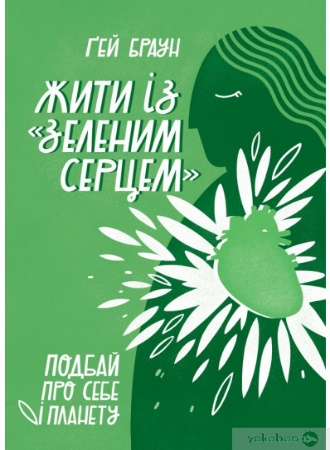 ҐЕЙ БРАУН
ЖИТИ ІЗ
«ЗЕЛЕНИМ
СЕРЦЕМ»
ПОДБАЙ
ПРО СЕБЕ
І ПЛАНЕТУ
yakaboo